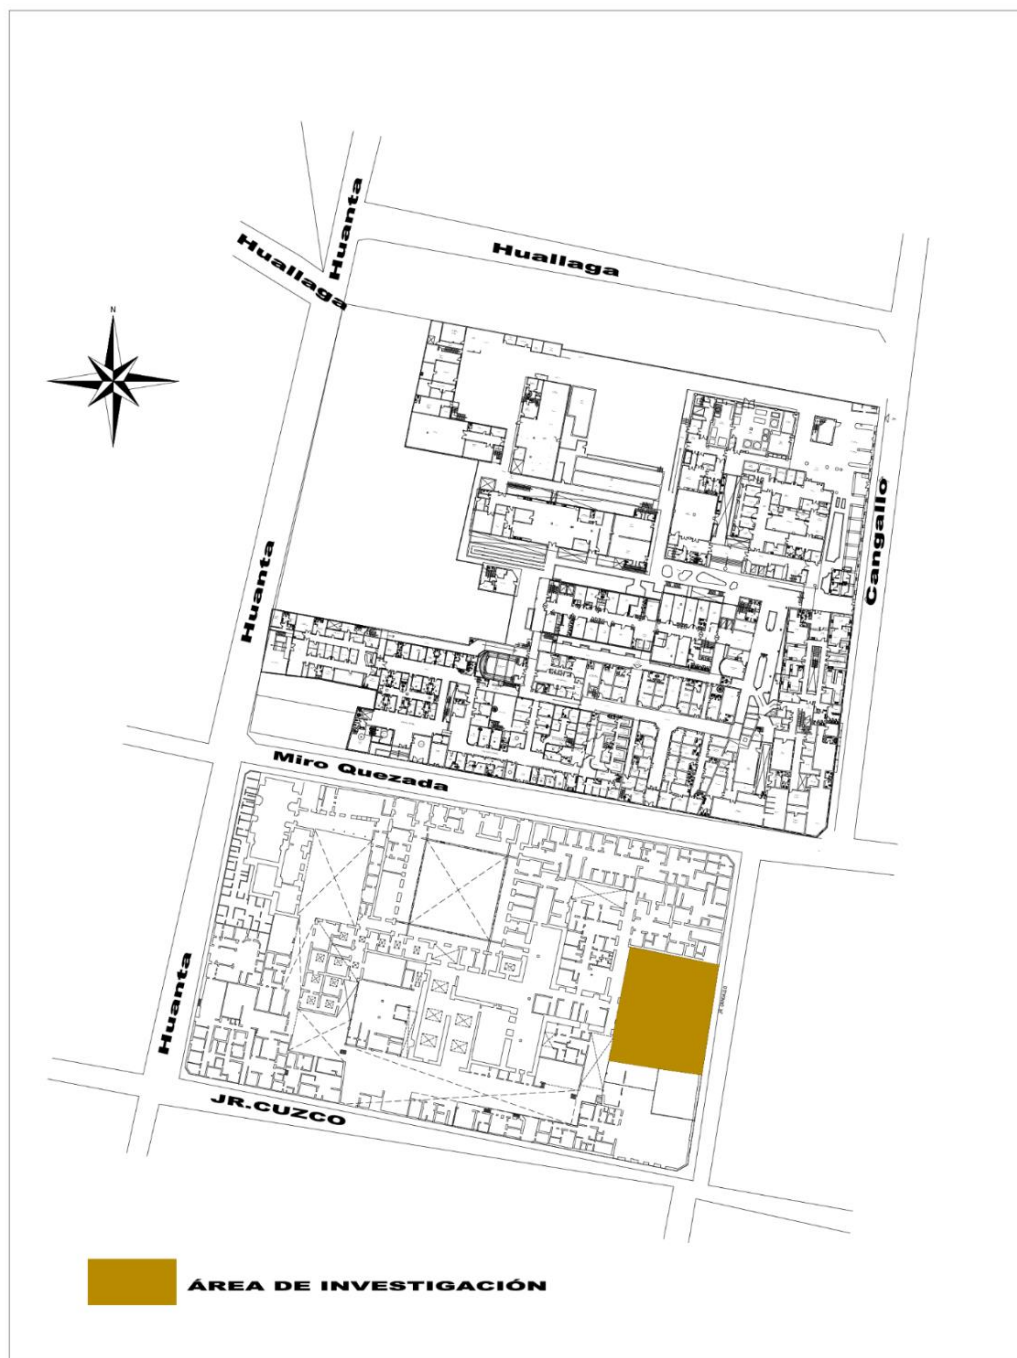 Huanta
Huallaga
Huallaga
N
Cangallo
Huanta
Miro Quezada
Huanta
JR.CUZCO
ÁREA DE INVESTIGACIÓN